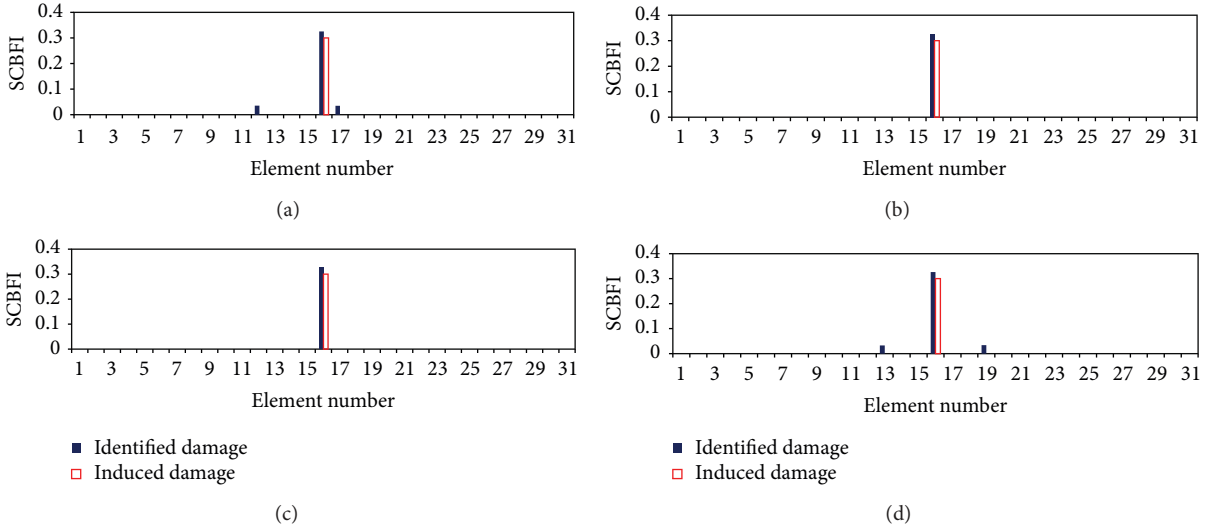 0.4
0.3
0.2
0.1
0
SCBFI
1 3 5 7 9 11 13 15 17 19 21 23 25 27 29 31
Element number
(a)
0.4
0.3
0.2
0.1
0
SCBFI
1 3 5 7 9 11 13 15 17 19 21 23 25 27 29 31
Element number
(b)
0.4
0.3
0.2
0.1
0
SCBFI
1 3 5 7 9 11 13 15 17 19 21 23 25 27 29 31
Element number
Identified damage
Induced damage
(c)
0.4
0.3
0.2
0.1
0
SCBFI
1 3 5 7 9 11 13 15 17 19 21 23 25 27 29 31
Element number
Identified damage
Induced damage
(d)